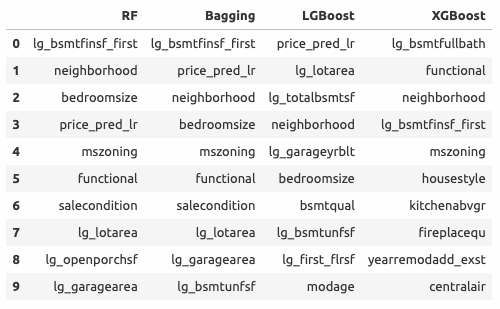 RF Bagging LGBoost XGBoost
0 lg_bsmtfinsf_first lg_bsmtfinsf_first price_pred_lr lg_bsmtfullbath
1 neighborhood price_pred_lr lg_lotarea functional
2 bedroomsize neighborhood lg_totalbsmtsf neighborhood
3 price_pred_lr bedroomsize neighborhood lg_bsmtfinsf_first
4 mszoning mszoning lg_garageyrblt mszoning
5 functional functional bedroomsize housestyle
6 salecondition salecondition bsmtqual kitchenabvgr
7 lg_lotarea lg_lotarea lg_bsmtunfsf fireplacequ
8 lg_openporchsf lg_garagearea lg_first_flrsf yearremodadd_exst
9 lg_garagearea lg_bsmtunfsf modage centralair